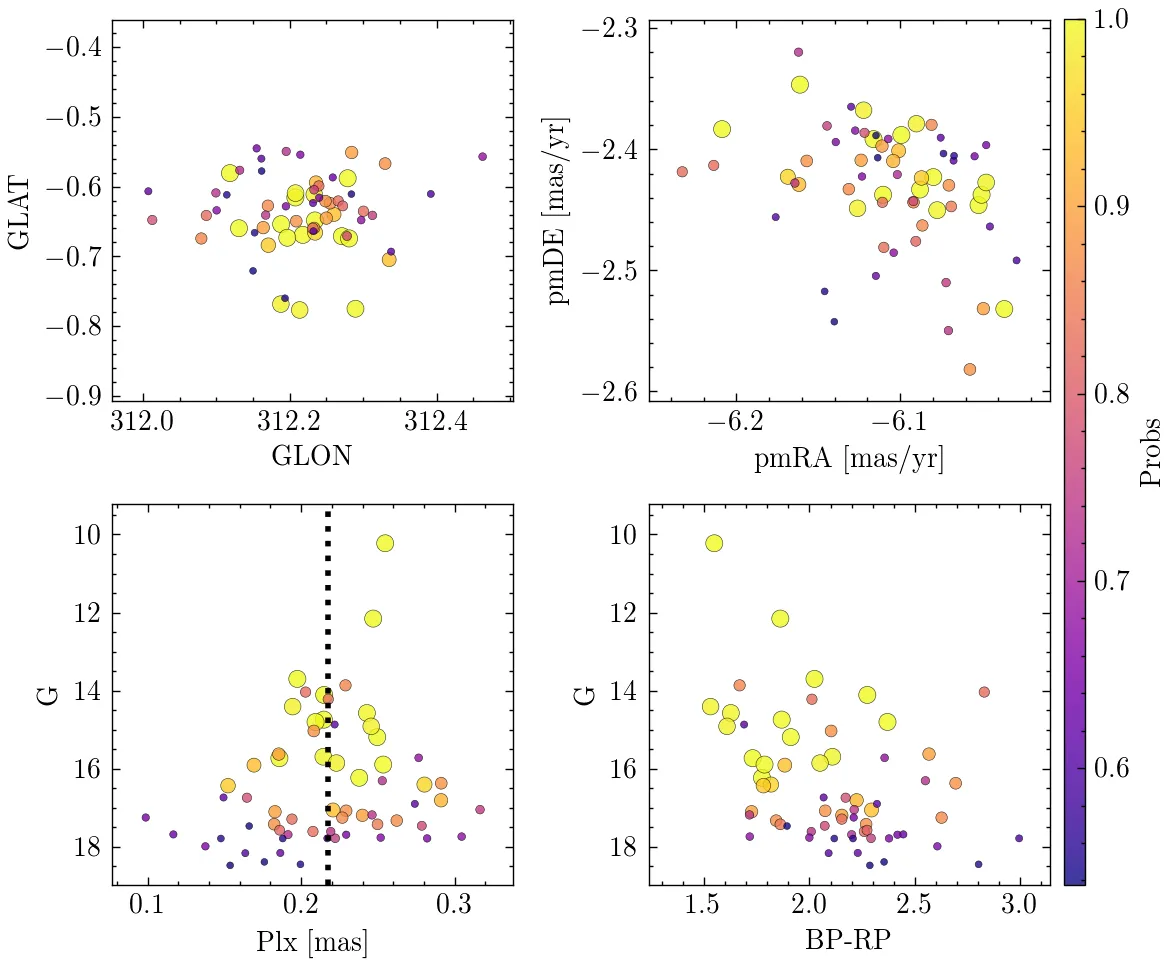 −0.4
−0.5
−0.6
−0.7
−0.8
−0.9
GLAT
312.0 312.2 312.4
GLON
−2.3
−2.4
−2.5
−2.6
pmDE [mas/yr]
−6.2 −6.1
pmRA [mas/yr]
10
12
14
16
18
G
0.1 0.2 0.3
Plx [mas]
10
12
14
16
18
G
1.5 2.0 2.5 3.0
BP-RP
1.0
0.9
0.8
0.7
0.6
Probs